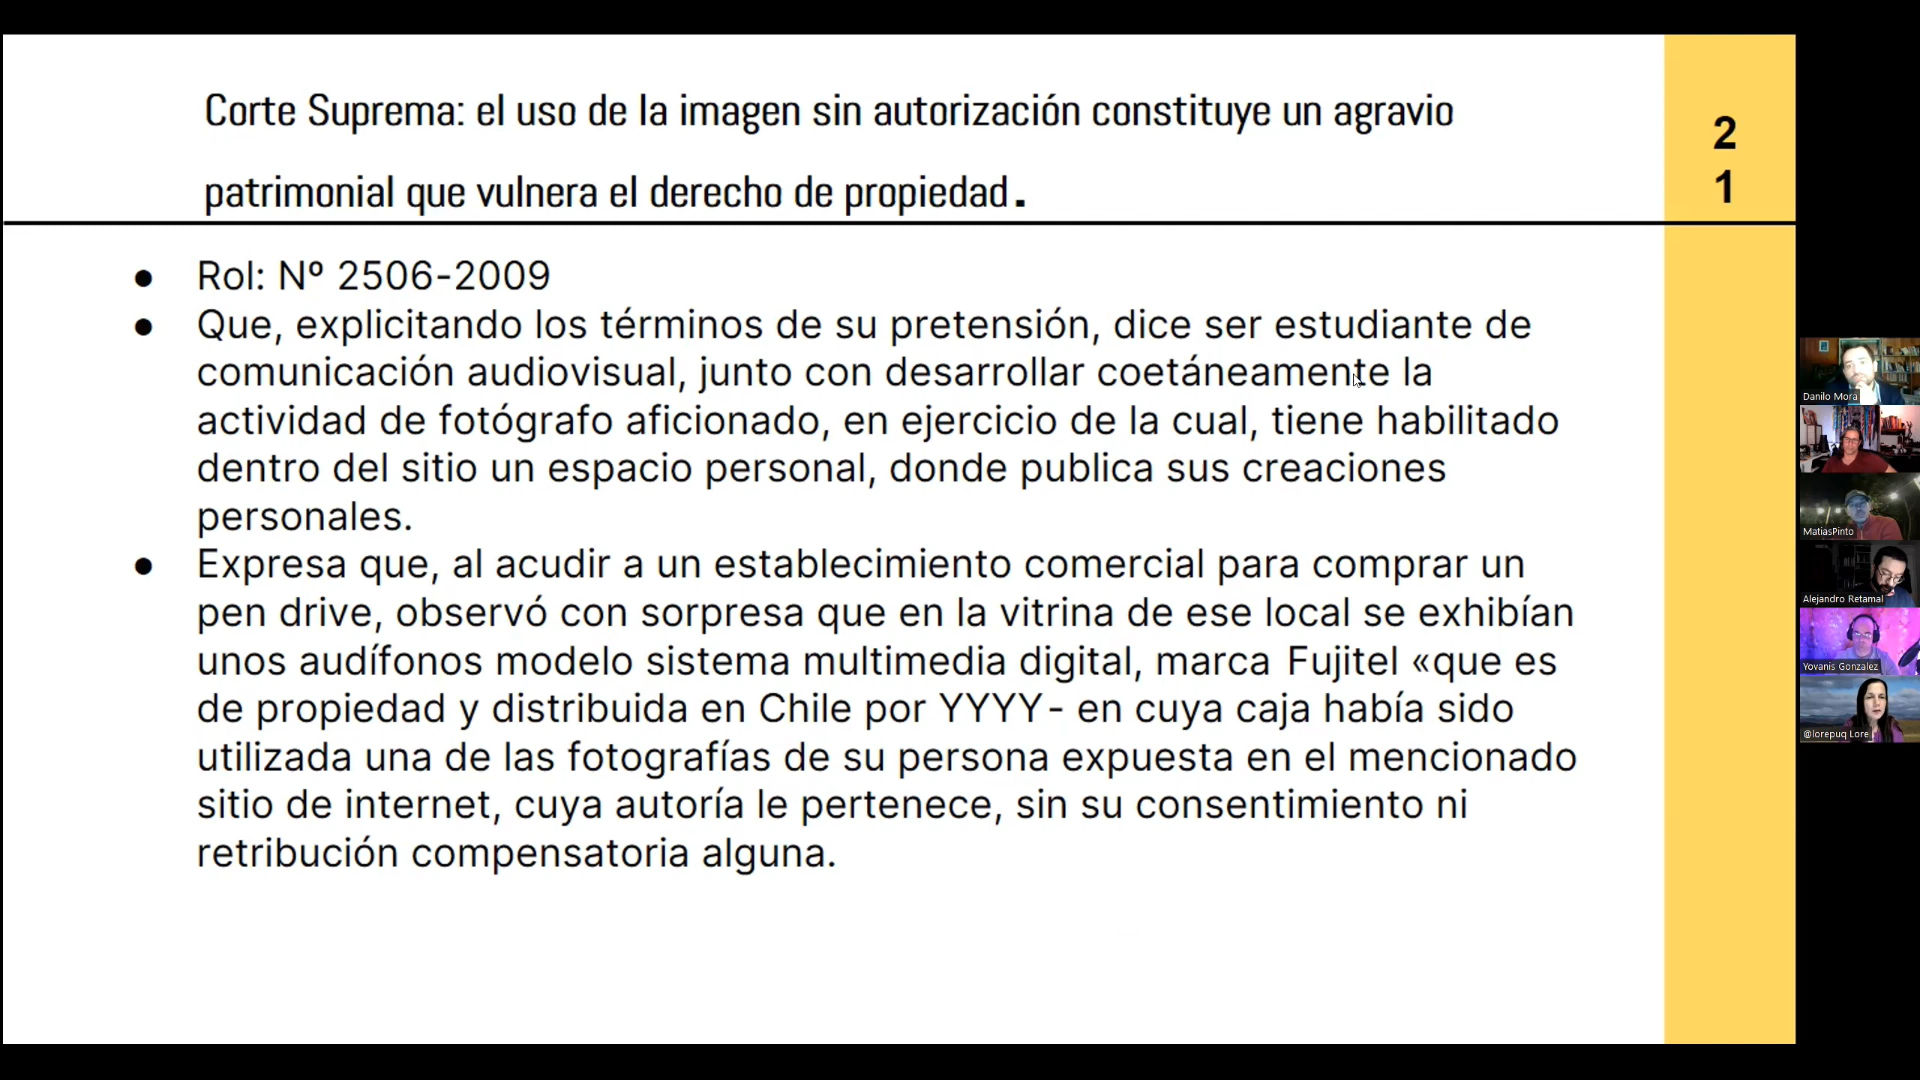 Corte Suprema: el uso de la imagen sin autorización constituye un agravio
patrimonial que vulnera el derecho de propiedad.
2
1
● Rol: Nº 2506-2009
● Que, explicitando los términos de su pretensión, dice ser estudiante de
comunicación audiovisual, junto con desarrollar coetáneamente la
actividad de fotógrafo aficionado, en ejercicio de la cual, tiene habilitado
dentro del sitio un espacio personal, donde publica sus creaciones
personales.
● Expresa que, al acudir a un establecimiento comercial para comprar un
pen drive, observó con sorpresa que en la vitrina de ese local se exhibían
unos audífonos modelo sistema multimedia digital, marca Fujitel «que es
de propiedad y distribuida en Chile por YYYY- en cuya caja había sido
utilizada una de las fotografías de su persona expuesta en el mencionado
sitio de internet, cuya autoría le pertenece, sin su consentimiento ni
retribución compensatoria alguna.
Danilo Mora
MatiasPinto
Alejandro Retamal
Yovanis Gonzalez
@lorepuq Lore